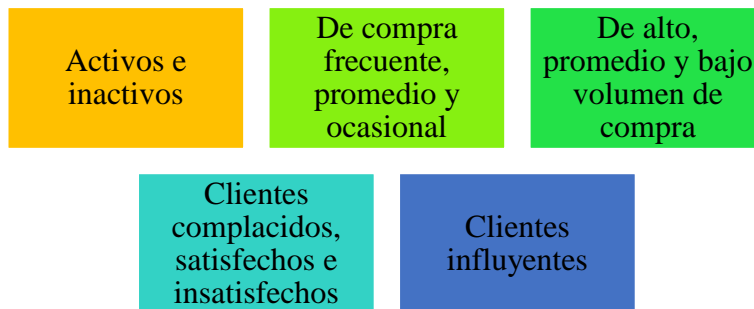 Activos e
inactivos
De compra
frecuente,
promedio y
ocasional
De alto,
promedio y bajo
volumen de
compra
Clientes
complacidos,
satisfechos e
insatisfechos
Clientes
influyentes